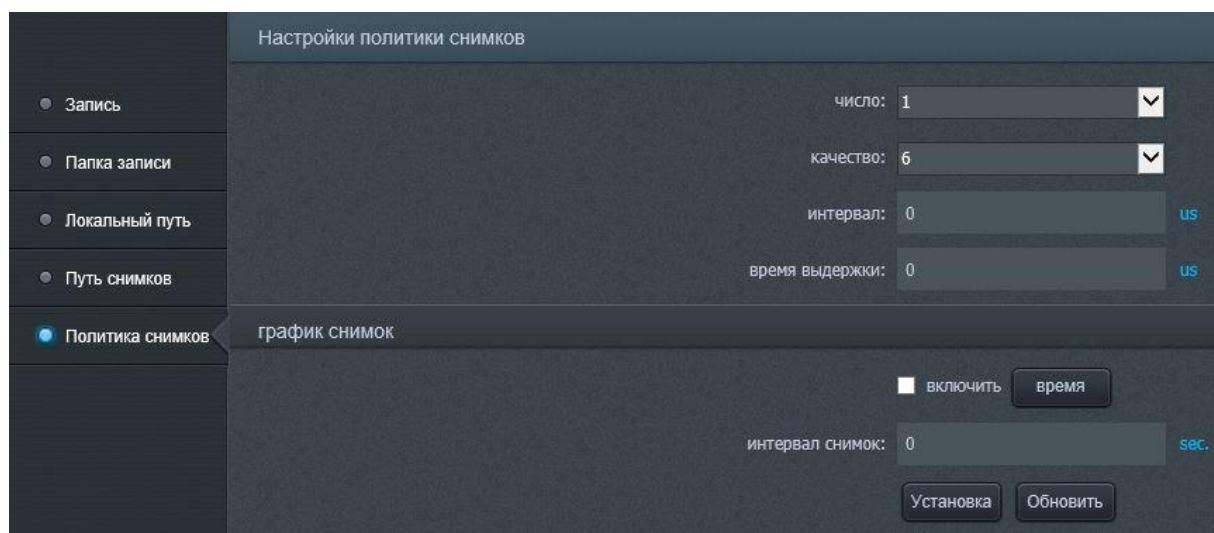 Настройки политики снимков
Запись
Папка записи
Локальный путь
Путь снимков
Политика снимков
число: 1
качество: 6
интервал: 0 us
время выдержки: 0 us
график снимок
включить время
интервал снимок: 0 sec.
Установка Обновить